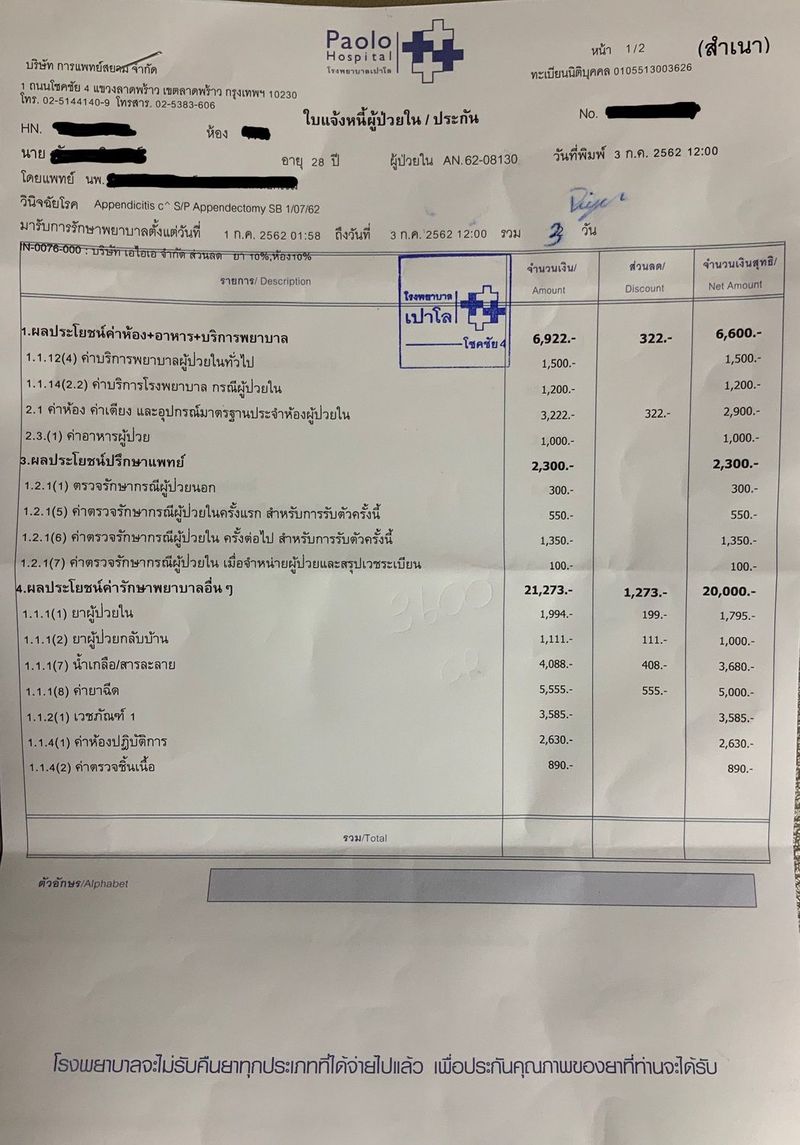 Paolo
Hospital
โรงพยาบาลเปาโล
หน้า 1/2
(สำเนา)
บริษัท การแพทย์สยาม จำกัด
ทะเบียนนิติบุคคล 0105513003626
1 ถนนโชคชัย 4 แขวงลาดพร้าว เขตลาดพร้าว กรุงเทพฯ 10230
โทร. 02-5144140-9 โทรสาร. 02-5383-606
ใบแจ้งหนี้ผู้ป่วยใน / ประกัน
No.
HN. ห้อง
นาย อายุ 28 ปี ผู้ป่วยใน AN.62-08130 วันที่พิมพ์ 3 ก.ค. 2562 12:00
โดยแพทย์ นพ.
วินิจฉัยโรค Appendicitis c^ S/P Appendectomy SB 1/07/62
มารับการรักษาพยาบาลตั้งแต่วันที่ 1 ก.ค. 2562 01:58 ถึงวันที่ 3 ก.ค. 2562 12:00 รวม 3 วัน
IN-0076-000 : บริษัท เอไอเอ จำกัด ส่วนลด ยา 10%,ห้อง10%
รายการ/ Description จำนวนเงิน/ Amount ส่วนลด/ Discount จำนวนเงินสุทธิ/ Net Amount
โรงพยาบาล
เปาโล
โชคชัย 4
1.ผลประโยชน์ค่าห้อง+อาหาร+บริการพยาบาล 6,922.- 322.- 6,600.-
1.1.12(4) ค่าบริการพยาบาลผู้ป่วยในทั่วไป 1,500.- 1,500.-
1.1.14(2.2) ค่าบริการโรงพยาบาล กรณีผู้ป่วยใน 1,200.- 1,200.-
2.1 ค่าห้อง ค่าเตียง และอุปกรณ์มาตรฐานประจำห้องผู้ป่วยใน 3,222.- 322.- 2,900.-
2.3.(1) ค่าอาหารผู้ป่วย 1,000.- 1,000.-
3.ผลประโยชน์ปรึกษาแพทย์ 2,300.- 2,300.-
1.2.1(1) ตรวจรักษากรณีผู้ป่วยนอก 300.- 300.-
1.2.1(5) ค่าตรวจรักษากรณีผู้ป่วยในครั้งแรก สำหรับการรับตัวครั้งนี้ 550.- 550.-
1.2.1(6) ค่าตรวจรักษากรณีผู้ป่วยใน ครั้งต่อไป สำหรับการรับตัวครั้งนี้ 1,350.- 1,350.-
1.2.1(7) ค่าตรวจรักษากรณีผู้ป่วยใน เมื่อจำหน่ายผู้ป่วยและสรุปเวชระเบียน 100.- 100.-
4.ผลประโยชน์ค่ารักษาพยาบาลอื่น ๆ 21,273.- 1,273.- 20,000.-
1.1.1(1) ยาผู้ป่วยใน 1,994.- 199.- 1,795.-
1.1.1(2) ยาผู้ป่วยกลับบ้าน 1,111.- 111.- 1,000.-
1.1.1(7) น้ำเกลือ/สารละลาย 4,088.- 408.- 3,680.-
1.1.1(8) ค่ายาฉีด 5,555.- 555.- 5,000.-
1.1.2(1) เวชภัณฑ์ 1 3,585.- 3,585.-
1.1.4(1) ค่าห้องปฏิบัติการ 2,630.- 2,630.-
1.1.4(2) ค่าตรวจชิ้นเนื้อ 890.- 890.-
รวม/Total
ตัวอักษร/Alphabet
โรงพยาบาลจะไม่รับคืนยาทุกประเภทที่ได้จ่ายไปแล้ว เพื่อประกันคุณภาพของยาที่ท่านจะได้รับ